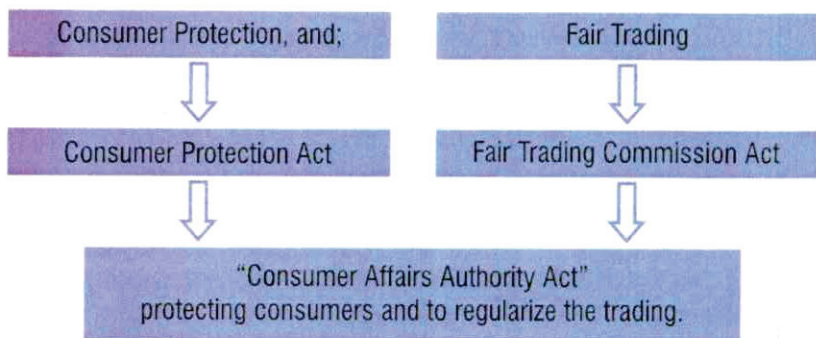 Consumer Protection, and;
Fair Trading
Consumer Protection Act
Fair Trading Commission Act
“Consumer Affairs Authority Act”
protecting consumers and to regularize the trading.